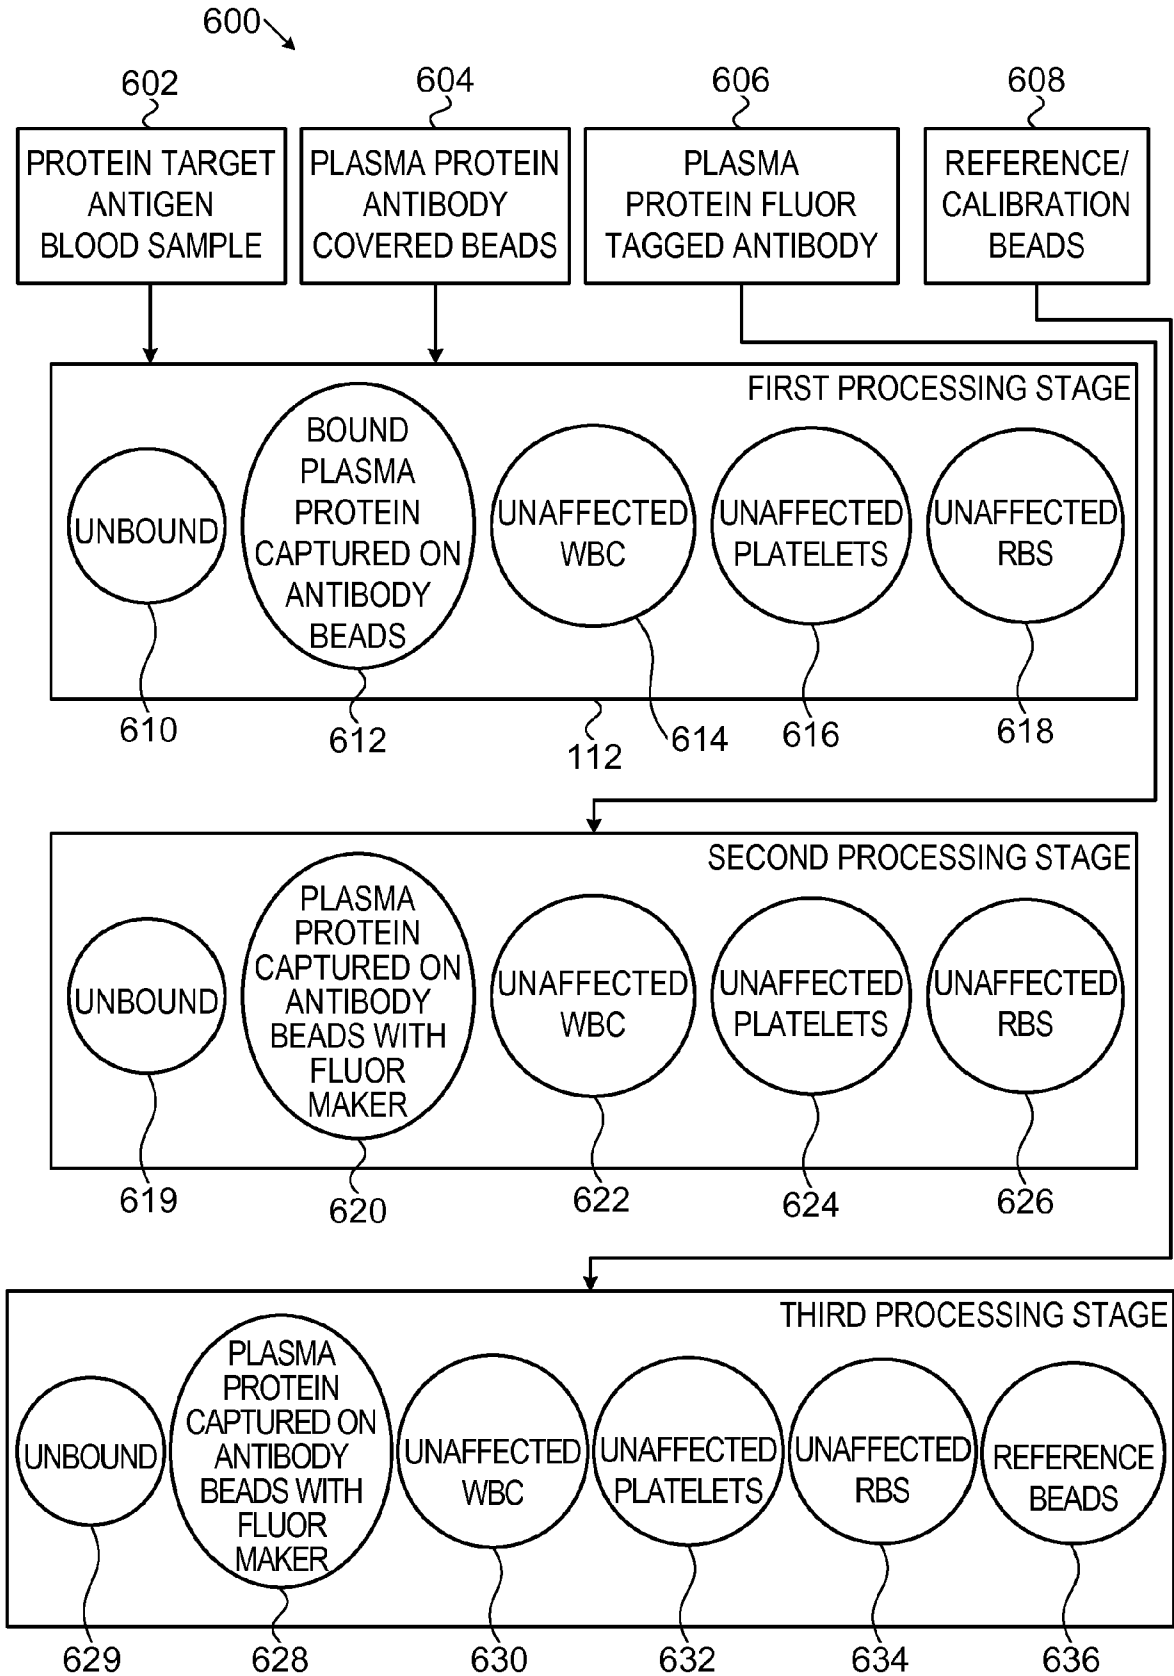 600
602
604
606
608
PROTEIN TARGET
ANTIGEN
BLOOD SAMPLE
PLASMA PROTEIN
ANTIBODY
COVERED BEADS
PLASMA
PROTEIN FLUOR
TAGGED ANTIBODY
REFERENCE/
CALIBRATION
BEADS
FIRST PROCESSING STAGE
UNBOUND
BOUND
PLASMA
PROTEIN
CAPTURED ON
ANTIBODY
BEADS
UNAFFECTED
WBC
UNAFFECTED
PLATELETS
UNAFFECTED
RBS
610
612
112
614
616
618
SECOND PROCESSING STAGE
UNBOUND
PLASMA
PROTEIN
CAPTURED ON
ANTIBODY
BEADS WITH
FLUOR
MAKER
UNAFFECTED
WBC
UNAFFECTED
PLATELETS
UNAFFECTED
RBS
619
620
622
624
626
THIRD PROCESSING STAGE
UNBOUND
PLASMA
PROTEIN
CAPTURED ON
ANTIBODY
BEADS WITH
FLUOR
MAKER
UNAFFECTED
WBC
UNAFFECTED
PLATELETS
UNAFFECTED
RBS
REFERENCE
BEADS
629
628
630
632
634
636